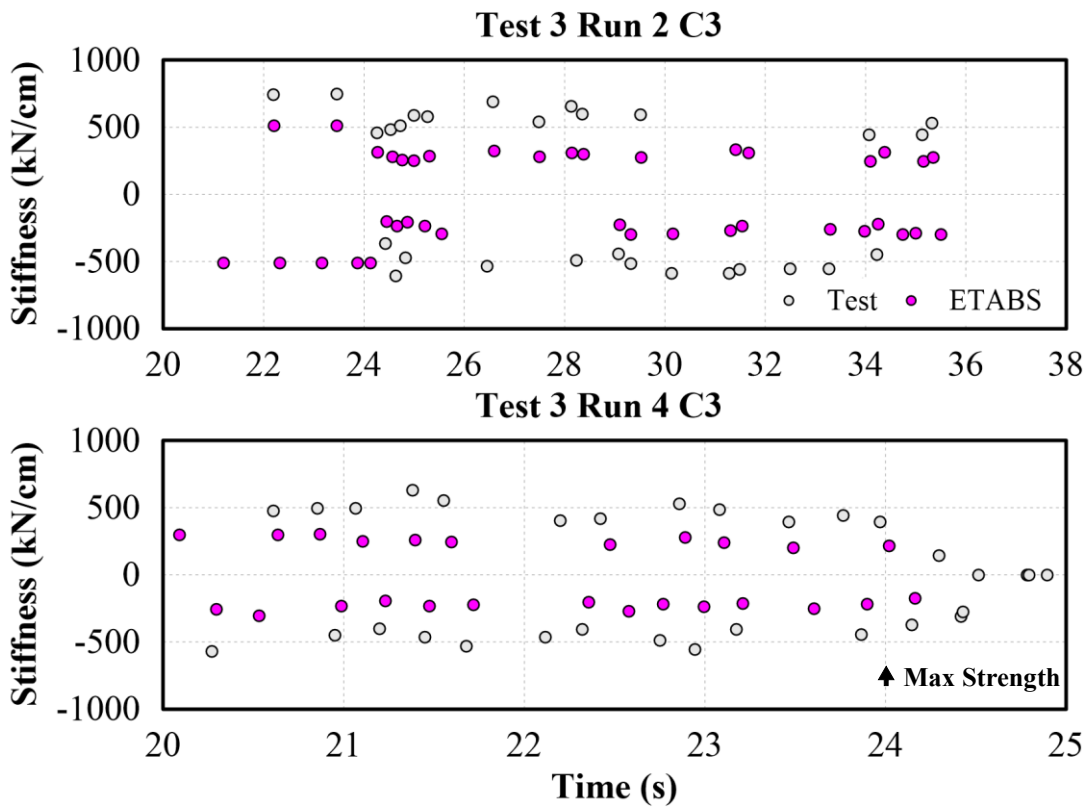 Test 3 Run 2 C3
Stiffness (kN/cm)
1000
500
0
-500
-1000
Test ETABS
20 22 24 26 28 30 32 34 36 38
Test 3 Run 4 C3
Stiffness (kN/cm)
1000
500
0
-500
-1000
Max Strength
20 21 22 23 24 25
Time (s)